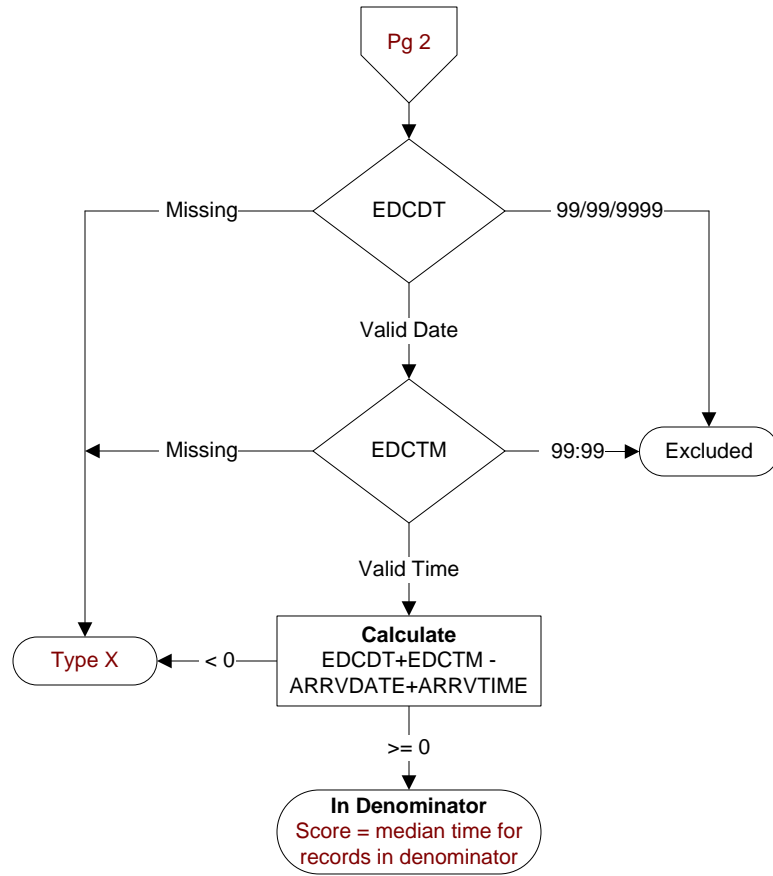 Pg 2
EDCDT
Missing
99/99/9999
Valid Date
EDCTM
Missing
99:99
Excluded
Valid Time
Calculate
EDCDT+EDCTM -
ARRVDATE+ARRVTIME
< 0
Type X
>= 0
In Denominator
Score = median time for
records in denominator